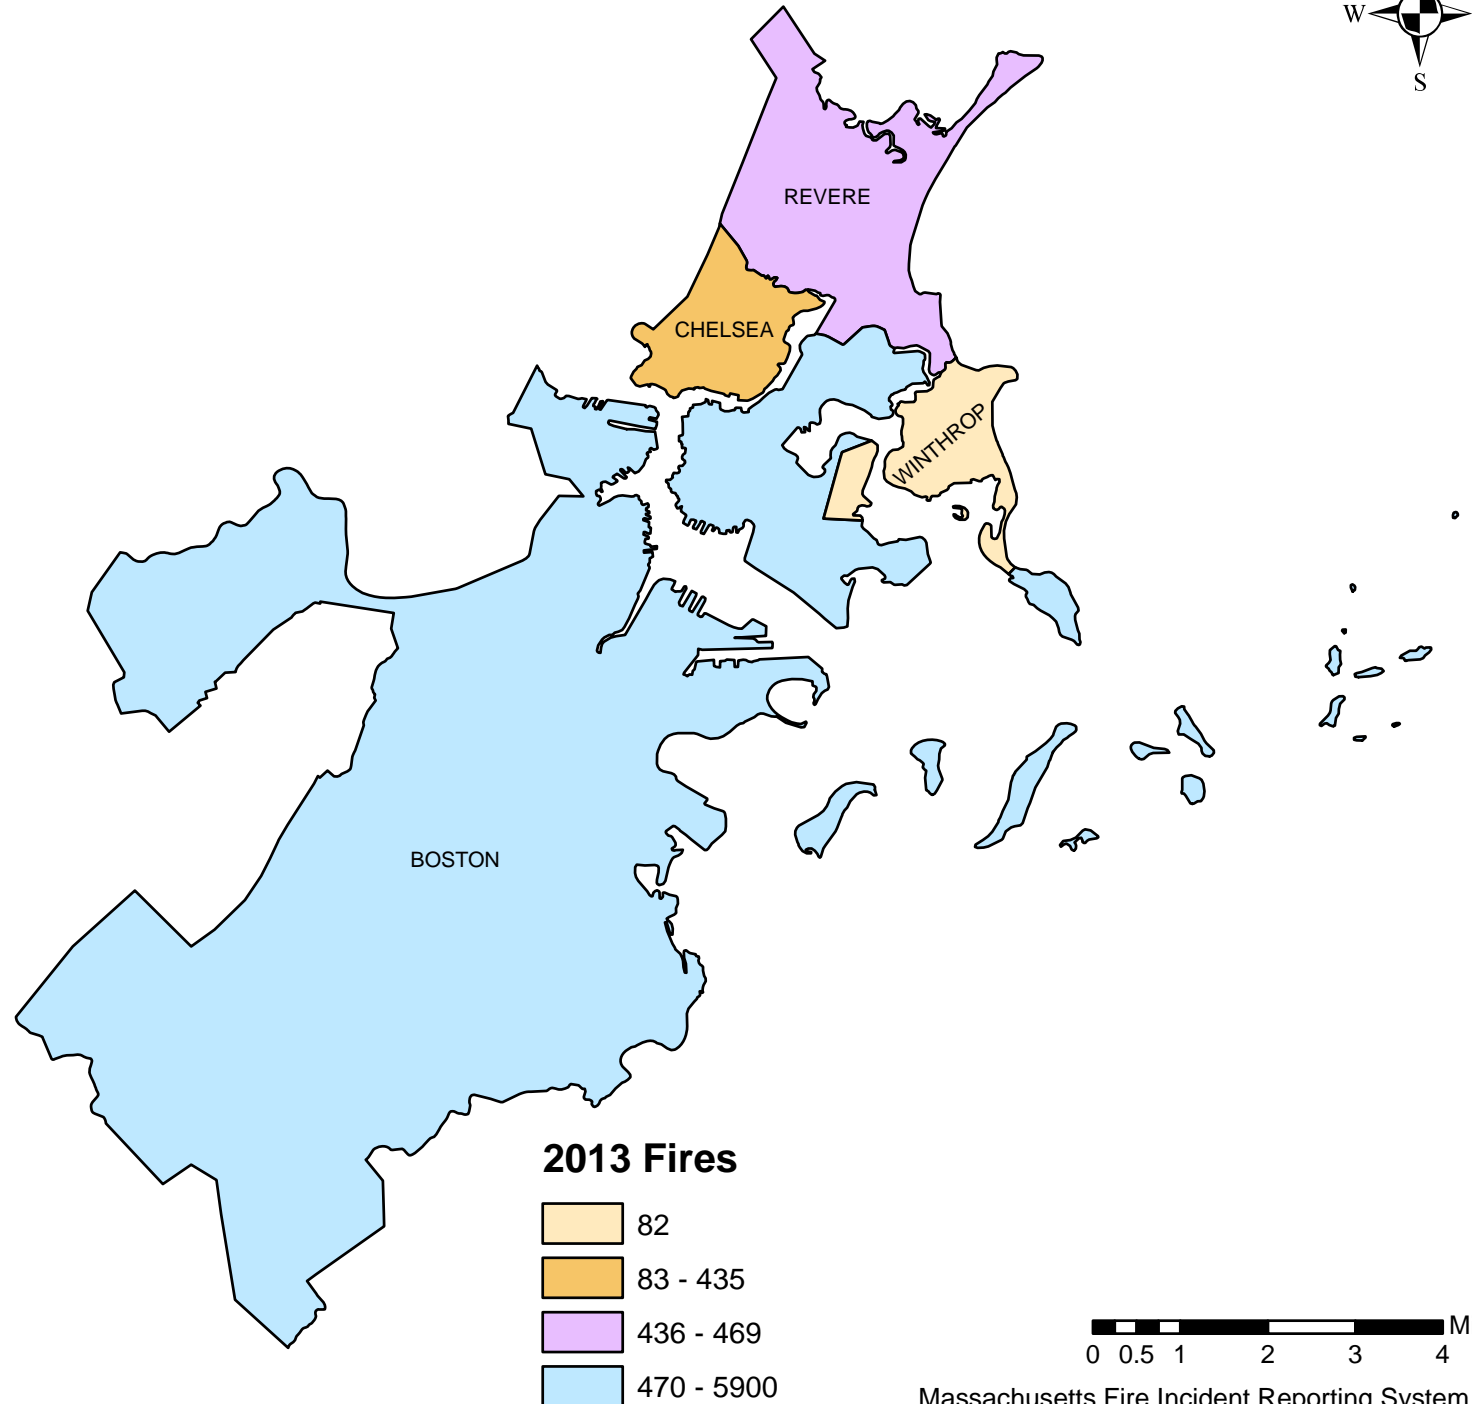 W
S
REVERE
CHELSEA
WINTHROP
BOSTON
2013 Fires
82
83 - 435
436 - 469
470 - 5900
M
0 0.5 1 2 3 4
Massachusetts Fire Incident Reporting System